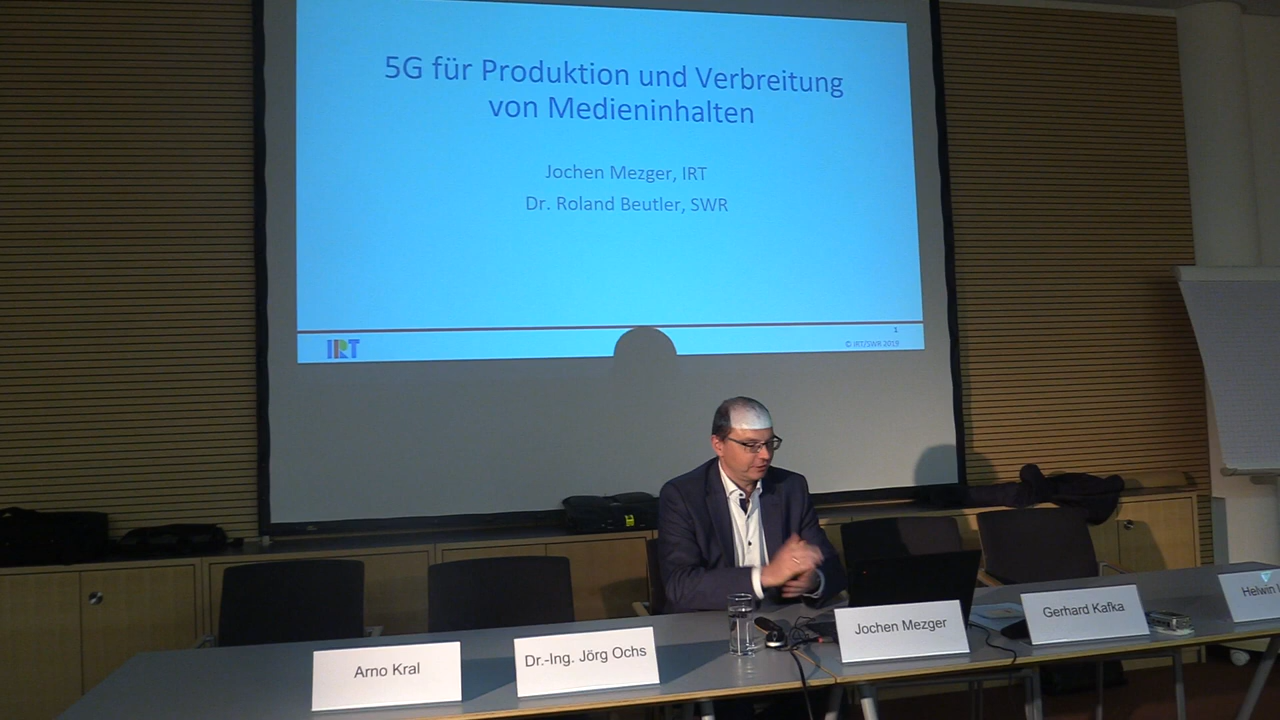 5G für Produktion und Verbreitung
von Medieninhalten
Jochen Mezger, IRT
Dr. Roland Beutler, SWR
1
IRT
© IRT/SWR 2019
Arno Kral
Dr.-Ing. Jörg Ochs
Jochen Mezger
Gerhard Kafka
Helwin